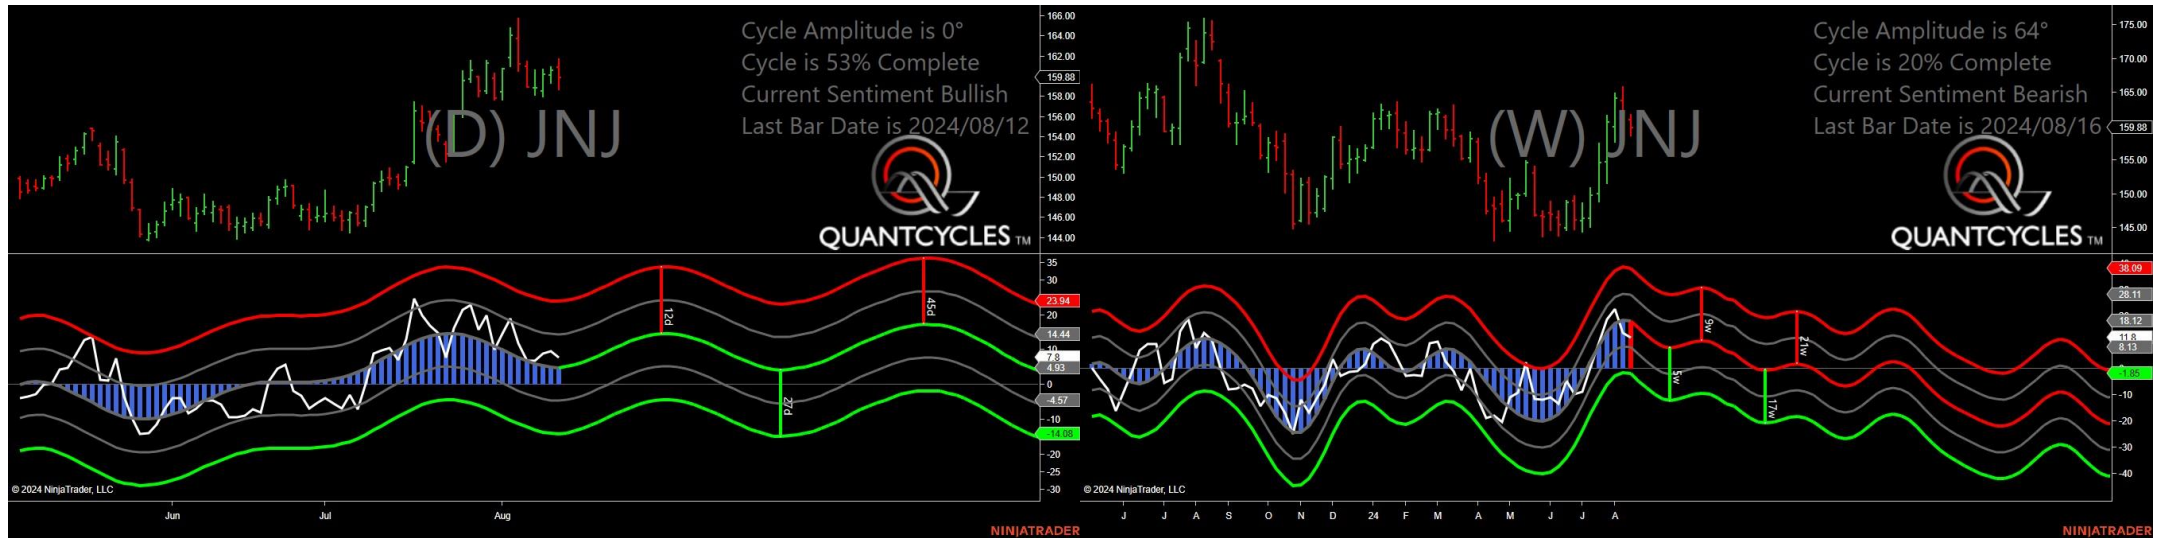 Cycle Amplitude is 0°
Cycle is 53% Complete
Current Sentiment Bullish
Last Bar Date is 2024/08/12
(D) JNJ
QUANTCYCLES TM
166.00
164.00
162.00
159.88
158.00
156.00
154.00
152.00
150.00
148.00
146.00
144.00
12d
45d
27d
35
30
23.94
20
14.44
10
7.8
4.93
0
-4.57
-10
-14.08
-20
-25
-30
© 2024 NinjaTrader, LLC
Jun
Jul
Aug
NINJATRADER
Cycle Amplitude is 64°
Cycle is 20% Complete
Current Sentiment Bearish
Last Bar Date is 2024/08/16
(W) JNJ
QUANTCYCLES TM
175.00
170.00
165.00
159.88
155.00
150.00
145.00
9w
21w
5w
17w
38.09
28.11
18.12
11.8
8.13
-1.85
-10
-20
-30
-40
© 2024 NinjaTrader, LLC
J
J
A
S
O
N
D
24
F
M
A
M
J
J
A
NINJATRADER